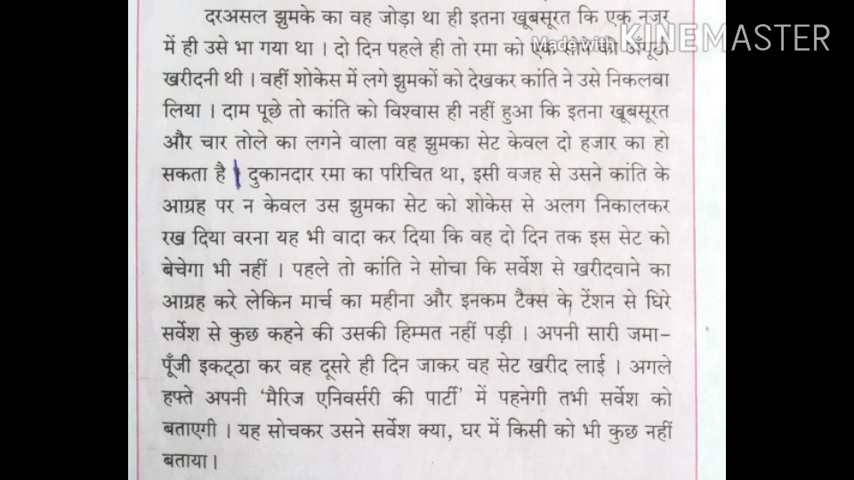 दरअसल झुमके का वह जोड़ा था ही इतना खूबसूरत कि एक नजर
में ही उसे भा गया था । दो दिन पहले ही तो रमा को एक सोने की अँगूठी
Made with KINEMASTER
खरीदनी थी । वहीं शोकेस में लगे झुमकों को देखकर कांति ने उसे निकलवा
लिया । दाम पूछे तो कांति को विश्वास ही नहीं हुआ कि इतना खूबसूरत
और चार तोले का लगने वाला वह झुमका सेट केवल दो हजार का हो
सकता है । दुकानदार रमा का परिचित था, इसी वजह से उसने कांति के
आग्रह पर न केवल उस झुमका सेट को शोकेस से अलग निकालकर
रख दिया वरना यह भी वादा कर दिया कि वह दो दिन तक इस सेट को
बेचेगा भी नहीं । पहले तो कांति ने सोचा कि सर्वेश से खरीदवाने का
आग्रह करे लेकिन मार्च का महीना और इनकम टैक्स के टेंशन से घिरे
सर्वेश से कुछ कहने की उसकी हिम्मत नहीं पड़ी । अपनी सारी जमा-
पूँजी इकट्ठा कर वह दूसरे ही दिन जाकर वह सेट खरीद लाई । अगले
हफ्ते अपनी ‘मैरिज एनिवर्सरी की पार्टी’ में पहनेगी तभी सर्वेश को
बताएगी । यह सोचकर उसने सर्वेश क्या, घर में किसी को भी कुछ नहीं
बताया ।